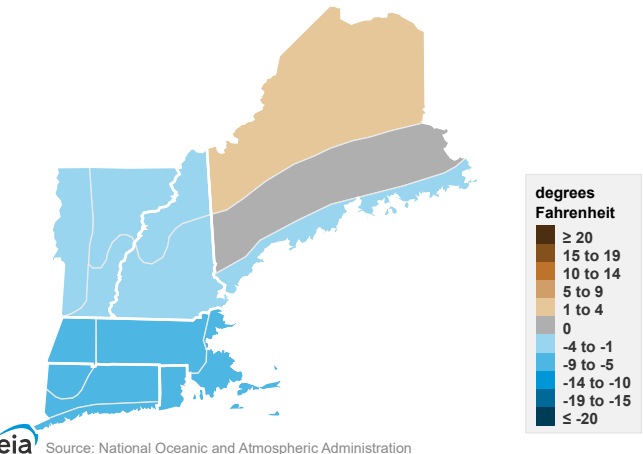 degrees
Fahrenheit
≥ 20
15 to 19
10 to 14
5 to 9
1 to 4
0
-4 to -1
-9 to -5
-14 to -10
-19 to -15
≤ -20
eia
Source: National Oceanic and Atmospheric Administration